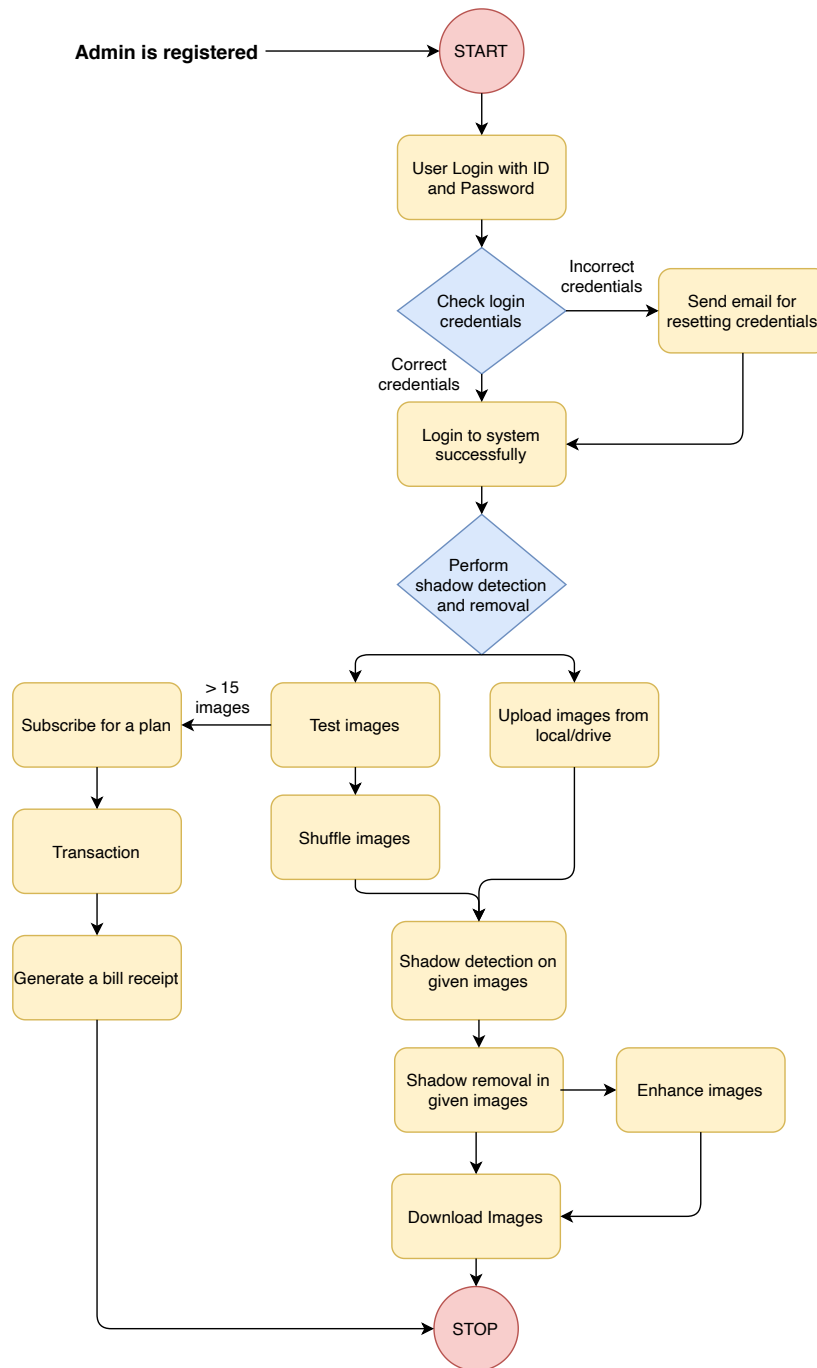 Admin is registered
START
User Login with ID
and Password
Check login
credentials
Incorrect
credentials
Send email for
resetting credentials
Correct
credentials
Login to system
successfully
Perform
shadow detection
and removal
> 15
images
Subscribe for a plan
Test images
Upload images from
local/drive
Transaction
Shuffle images
Generate a bill receipt
Shadow detection on
given images
Shadow removal in
given images
Enhance images
Download Images
STOP